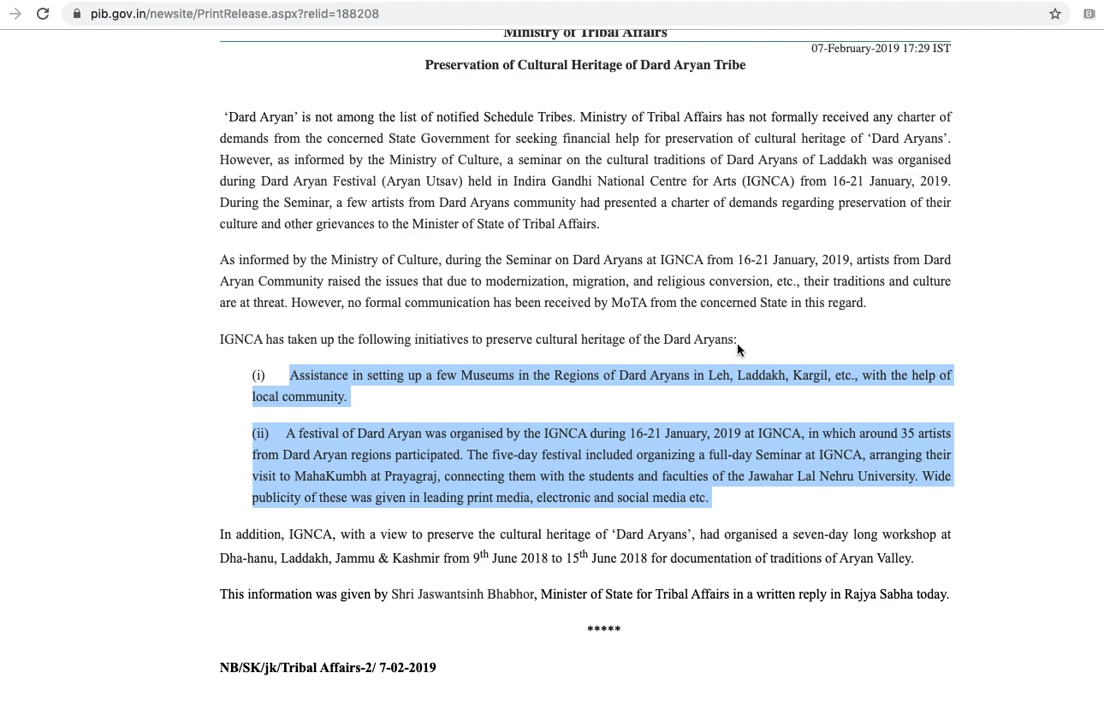 pib.gov.in/newsite/PrintRelease.aspx?relid=188208
Ministry of Tribal Affairs
07-February-2019 17:29 IST
Preservation of Cultural Heritage of Dard Aryan Tribe
‘Dard Aryan’ is not among the list of notified Schedule Tribes. Ministry of Tribal Affairs has not formally received any charter of
demands from the concerned State Government for seeking financial help for preservation of cultural heritage of ‘Dard Aryans’.
However, as informed by the Ministry of Culture, a seminar on the cultural traditions of Dard Aryans of Laddakh was organised
during Dard Aryan Festival (Aryan Utsav) held in Indira Gandhi National Centre for Arts (IGNCA) from 16-21 January, 2019.
During the Seminar, a few artists from Dard Aryans community had presented a charter of demands regarding preservation of their
culture and other grievances to the Minister of State of Tribal Affairs.
As informed by the Ministry of Culture, during the Seminar on Dard Aryans at IGNCA from 16-21 January, 2019, artists from Dard
Aryan Community raised the issues that due to modernization, migration, and religious conversion, etc., their traditions and culture
are at threat. However, no formal communication has been received by MoTA from the concerned State in this regard.
IGNCA has taken up the following initiatives to preserve cultural heritage of the Dard Aryans:
(i) Assistance in setting up a few Museums in the Regions of Dard Aryans in Leh, Laddakh, Kargil, etc., with the help of
local community.
(ii) A festival of Dard Aryan was organised by the IGNCA during 16-21 January, 2019 at IGNCA, in which around 35 artists
from Dard Aryan regions participated. The five-day festival included organizing a full-day Seminar at IGNCA, arranging their
visit to MahaKumbh at Prayagraj, connecting them with the students and faculties of the Jawahar Lal Nehru University. Wide
publicity of these was given in leading print media, electronic and social media etc.
In addition, IGNCA, with a view to preserve the cultural heritage of ‘Dard Aryans’, had organised a seven-day long workshop at
Dha-hanu, Laddakh, Jammu & Kashmir from 9th June 2018 to 15th June 2018 for documentation of traditions of Aryan Valley.
This information was given by Shri Jaswantsinh Bhabhor, Minister of State for Tribal Affairs in a written reply in Rajya Sabha today.
*****
NB/SK/jk/Tribal Affairs-2/ 7-02-2019